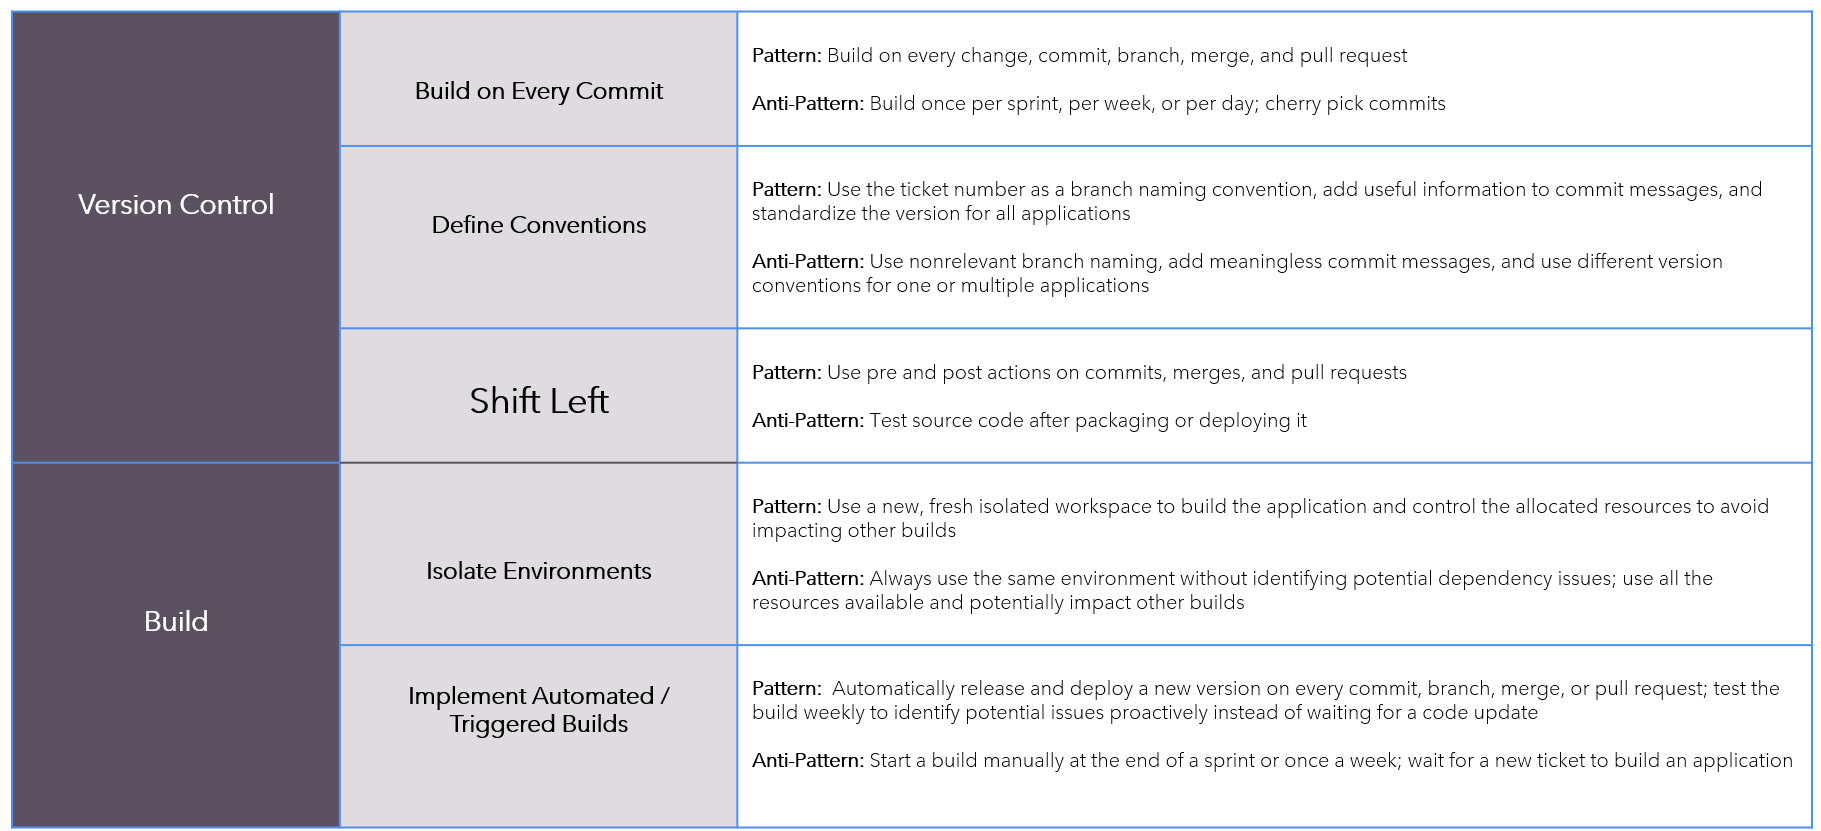 Version Control
Build on Every Commit
Pattern: Build on every change, commit, branch, merge, and pull request
Anti-Pattern: Build once per sprint, per week, or per day; cherry pick commits
Define Conventions
Pattern: Use the ticket number as a branch naming convention, add useful information to commit messages, and
standardize the version for all applications
Anti-Pattern: Use nonrelevant branch naming, add meaningless commit messages, and use different version
conventions for one or multiple applications
Shift Left
Pattern: Use pre and post actions on commits, merges, and pull requests
Anti-Pattern: Test source code after packaging or deploying it
Build
Isolate Environments
Pattern: Use a new, fresh isolated workspace to build the application and control the allocated resources to avoid
impacting other builds
Anti-Pattern: Always use the same environment without identifying potential dependency issues; use all the
resources available and potentially impact other builds
Implement Automated /
Triggered Builds
Pattern:  Automatically release and deploy a new version on every commit, branch, merge, or pull request; test the
build weekly to identify potential issues proactively instead of waiting for a code update
Anti-Pattern: Start a build manually at the end of a sprint or once a week; wait for a new ticket to build an application